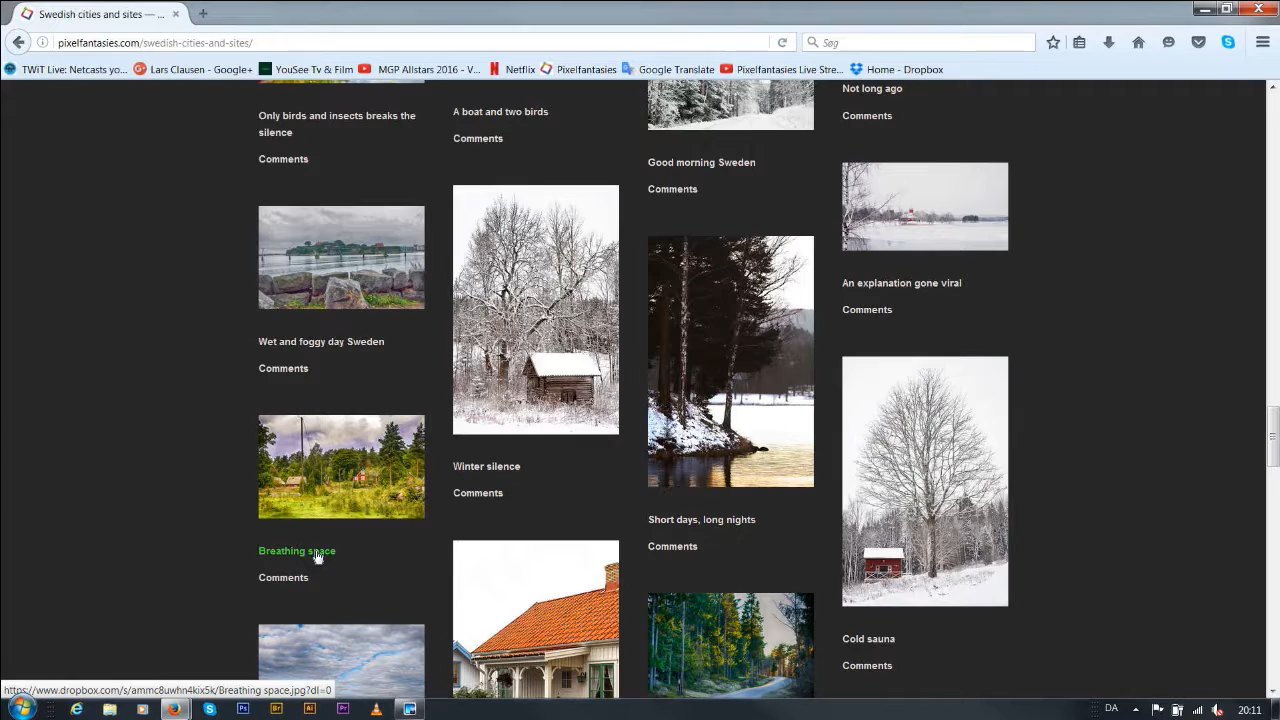 Swedish cities and sites — ...
pixelfantasies.com/swedish-cities-and-sites/
Søg
TWiT Live: Netcasts yo...
Lars Clausen - Google+
YouSee Tv & Film
MGP Allstars 2016 - V...
Netflix
Pixelfantasies
Google Translate
Pixelfantasies Live Stre...
Home - Dropbox
Only birds and insects breaks the
silence
Comments
Wet and foggy day Sweden
Comments
Breathing space
Comments
A boat and two birds
Comments
Winter silence
Comments
Good morning Sweden
Comments
Short days, long nights
Comments
Not long ago
Comments
An explanation gone viral
Comments
Cold sauna
Comments
https://www.dropbox.com/s/ammc8uwhn4kix5k/Breathing space.jpg?dl=0
DA
20:11